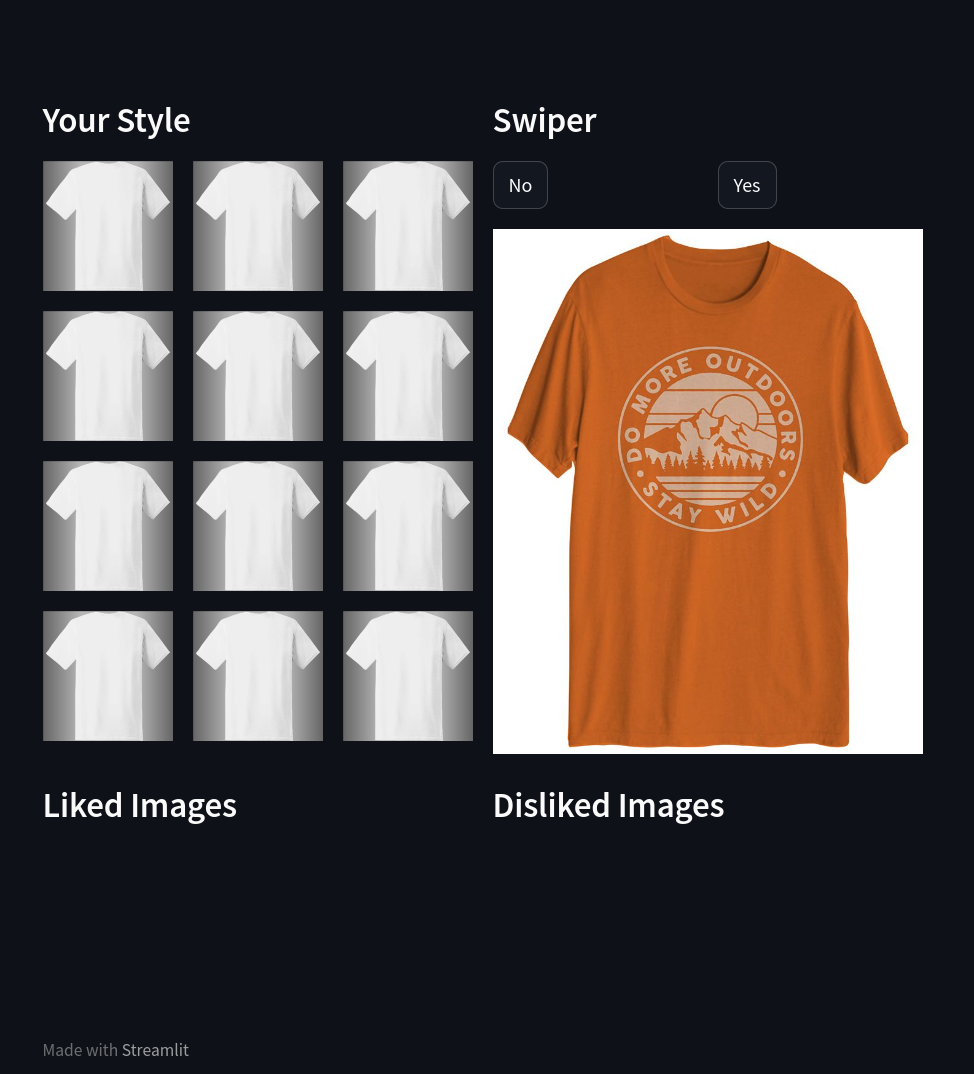 Your Style
Swiper
No
Yes
DO MORE OUTDOORS
• STAY WILD •
Liked Images
Disliked Images
Made with Streamlit